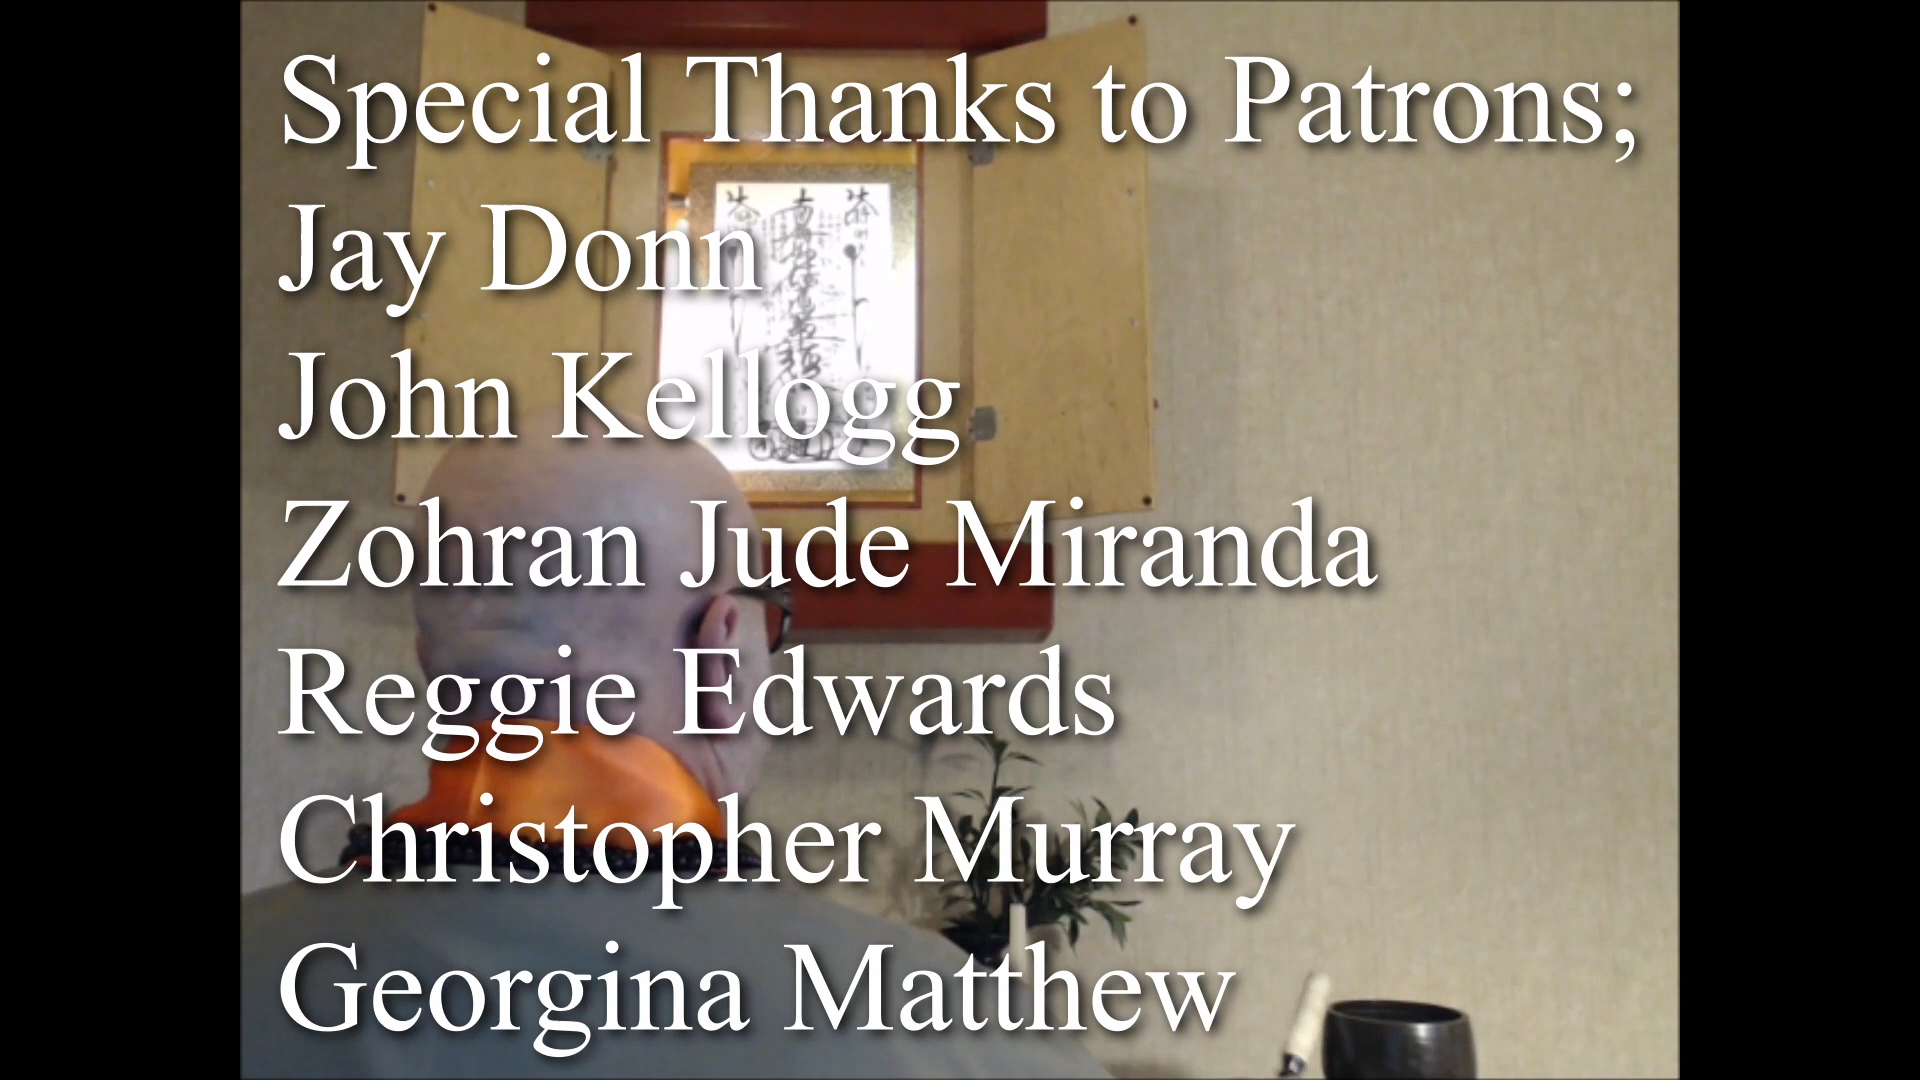 Special Thanks to Patrons;
Jay Donn
John Kellogg
Zohran Jude Miranda
Reggie Edwards
Christopher Murray
Georgina Matthew